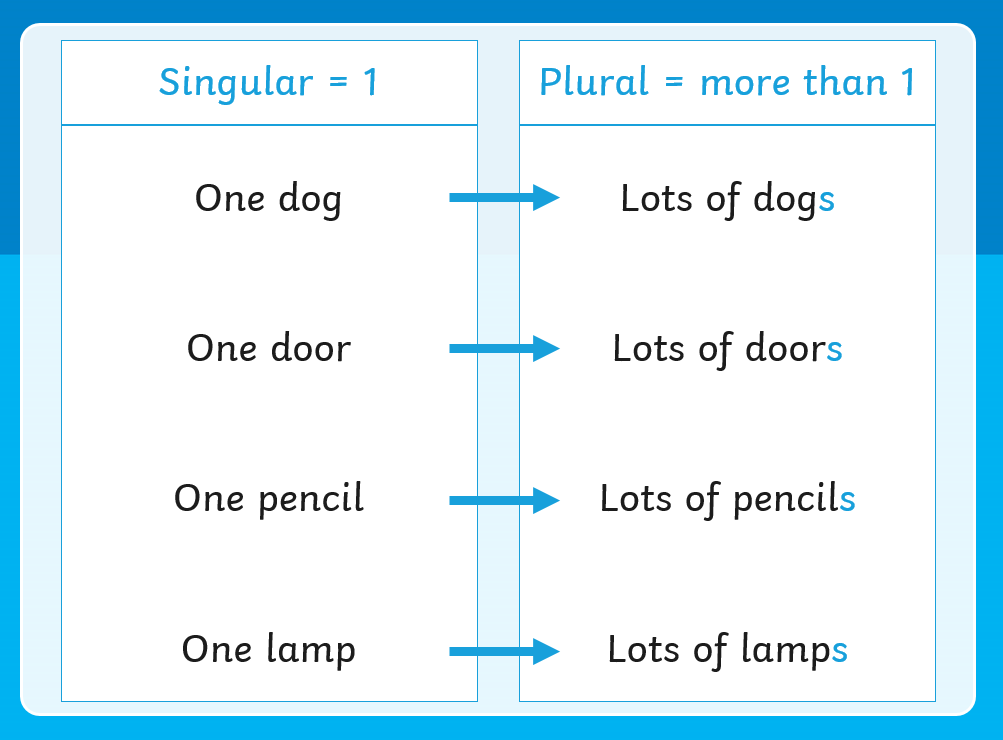 Singular = 1
Plural = more than 1
One dog
Lots of dogs
One door
Lots of doors
One pencil
Lots of pencils
One lamp
Lots of lamps